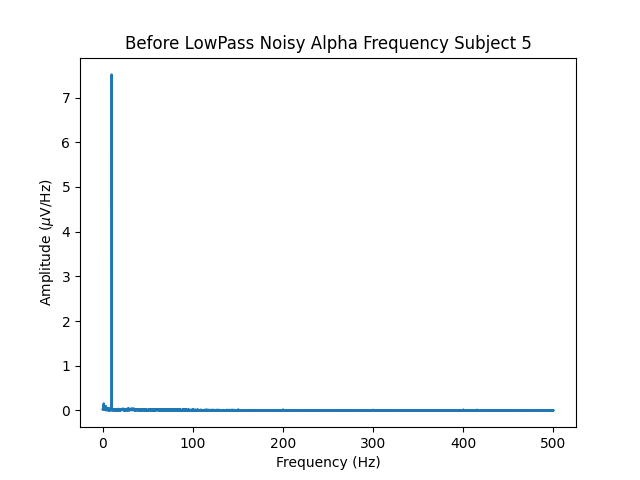 Before LowPass Noisy Alpha Frequency Subject 5
Amplitude (μV/Hz)
7
6
5
4
3
2
1
0
0 100 200 300 400 500
Frequency (Hz)